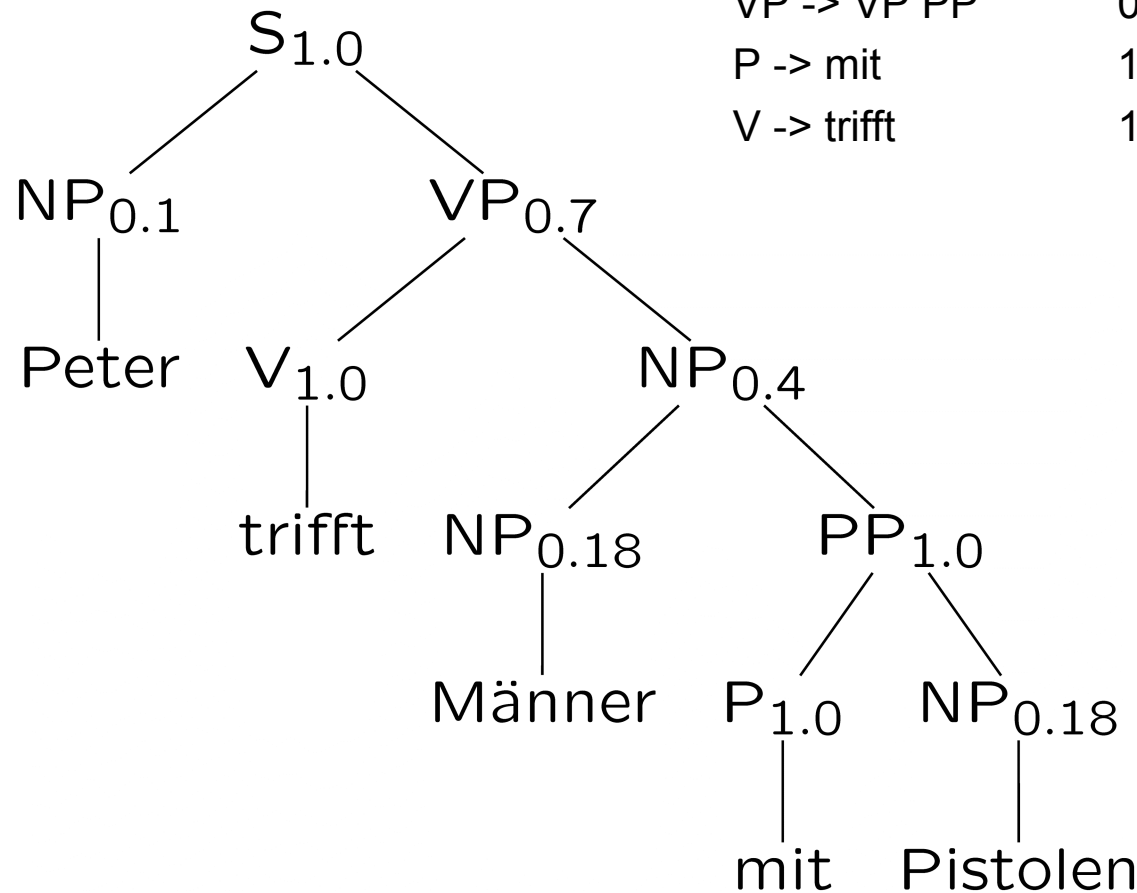 VP -> VP PP 0
S1.0
P -> mit 1
V -> trifft 1
NP0.1 VP0.7
Peter V1.0 NP0.4
trifft NP0.18 PP1.0
Männer P1.0 NP0.18
mit Pistolen